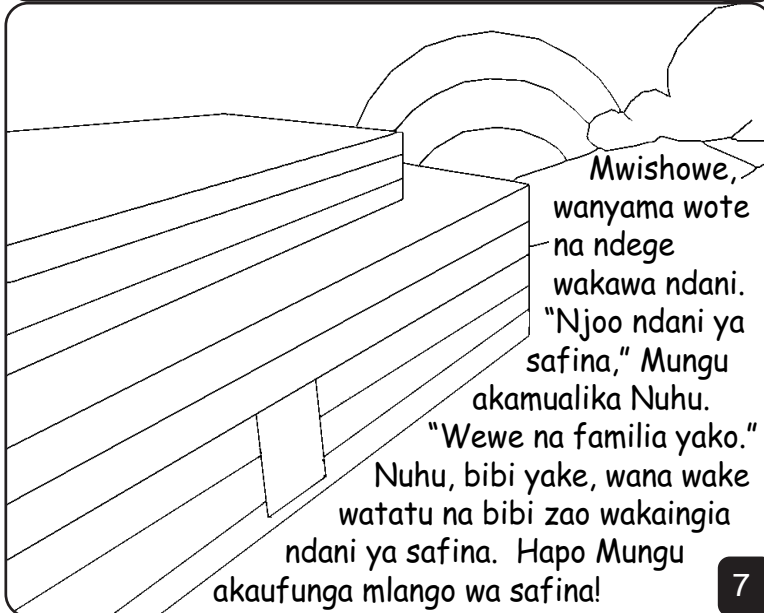 Mwishowe,
wanyama wote
na ndege
wakawa ndani.
“Njoo ndani ya
safina,” Mungu
akamualika Nuhu.
“Wewe na familia yako.”
Nuhu, bibi yake, wana wake
watatu na bibi zao wakaingia
ndani ya safina.  Hapo Mungu
akaufunga mlango wa safina!
7